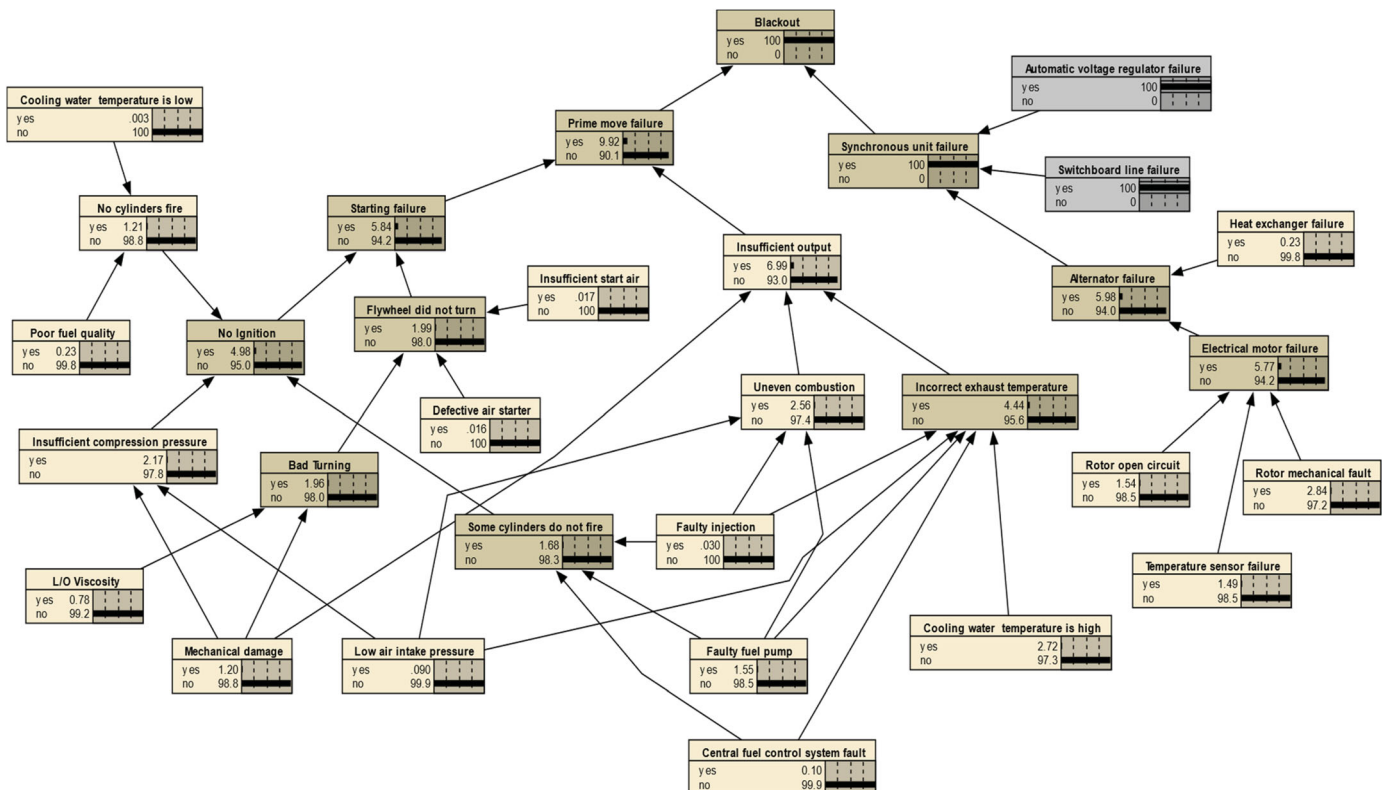 Blackout
yes 100
no 0
Automatic voltage regulator failure
yes 100
no 0
Cooling water temperature is low
yes .003
no 100
Prime move failure
yes 9.92
no 90.1
Synchronous unit failure
yes 100
no 0
Switchboard line failure
yes 100
no 0
No cylinders fire
yes 1.21
no 98.8
Starting failure
yes 5.84
no 94.2
Insufficient output
yes 6.99
no 93.0
Heat exchanger failure
yes 0.23
no 99.8
Insufficient start air
yes .017
no 100
Alternator failure
yes 5.98
no 94.0
Flywheel did not turn
yes 1.99
no 98.0
Poor fuel quality
yes 0.23
no 99.8
No Ignition
yes 4.98
no 95.0
Electrical motor failure
yes 5.77
no 94.2
Uneven combustion
yes 2.56
no 97.4
Incorrect exhaust temperature
yes 4.44
no 95.6
Defective air starter
yes .016
no 100
Insufficient compression pressure
yes 2.17
no 97.8
Bad Turning
yes 1.96
no 98.0
Rotor open circuit
yes 1.54
no 98.5
Rotor mechanical fault
yes 2.84
no 97.2
Some cylinders do not fire
yes 1.68
no 98.3
Faulty injection
yes .030
no 100
L/O Viscosity
yes 0.78
no 99.2
Temperature sensor failure
yes 1.49
no 98.5
Cooling water temperature is high
yes 2.72
no 97.3
Mechanical damage
yes 1.20
no 98.8
Low air intake pressure
yes .090
no 99.9
Faulty fuel pump
yes 1.55
no 98.5
Central fuel control system fault
yes 0.10
no 99.9